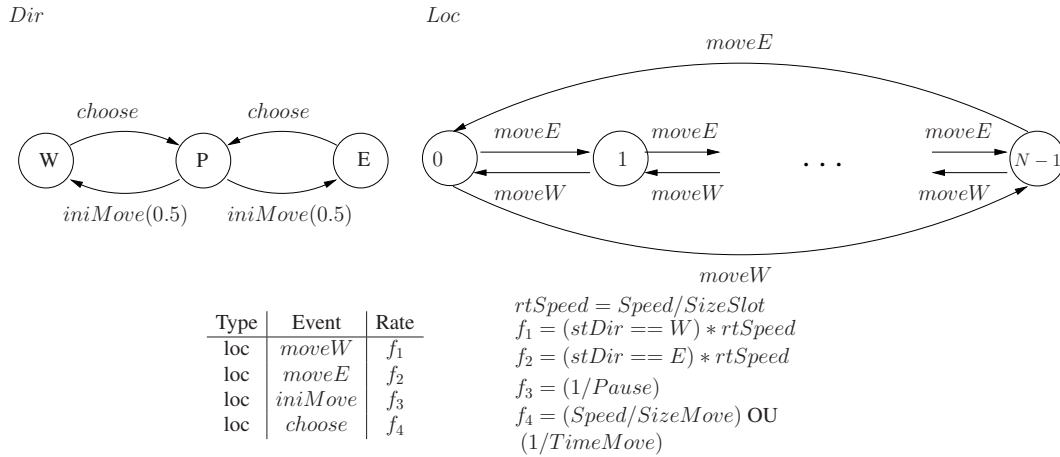 Dir
Loc
moveE
choose choose
W P E
iniMove(0.5) iniMove(0.5)
moveE moveE moveE
0 1 . . . N − 1
moveW moveW moveW
moveW
Type Event Rate
loc moveW f₁
loc moveE f₂
loc iniMove f₃
loc choose f₄
rtSpeed = Speed/SizeSlot
f₁ = (stDir == W) ∗ rtSpeed
f₂ = (stDir == E) ∗ rtSpeed
f₃ = (1/Pause)
f₄ = (Speed/SizeMove) OU
(1/TimeMove)